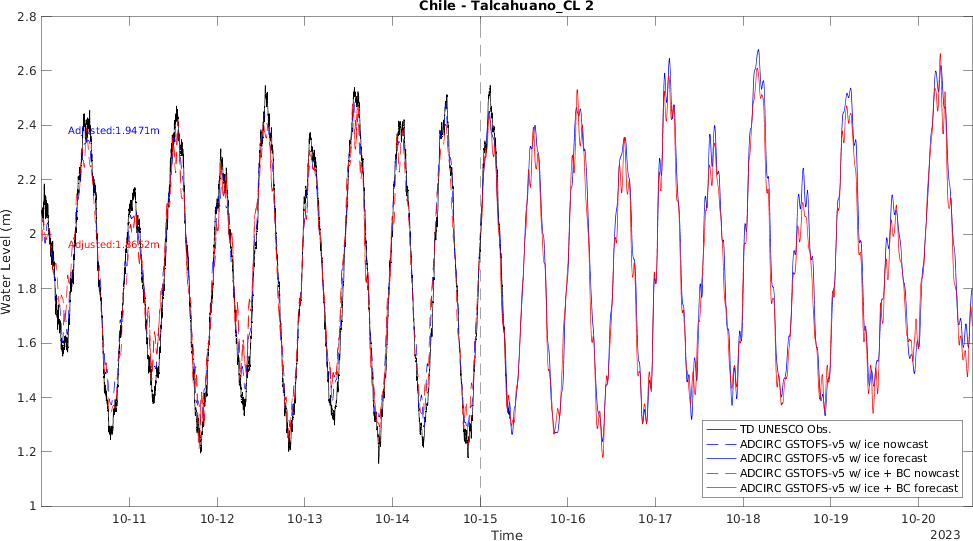 Chile - Talcahuano_CL 2
2.8
2.6
2.4
2.2
2
1.8
1.6
1.4
1.2
1
Water Level (m)
Adjusted:1.9471m
Adjusted:1.8662m
TD UNESCO Obs.
ADCIRC GSTOFS-v5 w/ ice nowcast
ADCIRC GSTOFS-v5 w/ ice forecast
ADCIRC GSTOFS-v5 w/ ice + BC nowcast
ADCIRC GSTOFS-v5 w/ ice + BC forecast
10-11 10-12 10-13 10-14 10-15 10-16 10-17 10-18 10-19 10-20
Time
2023